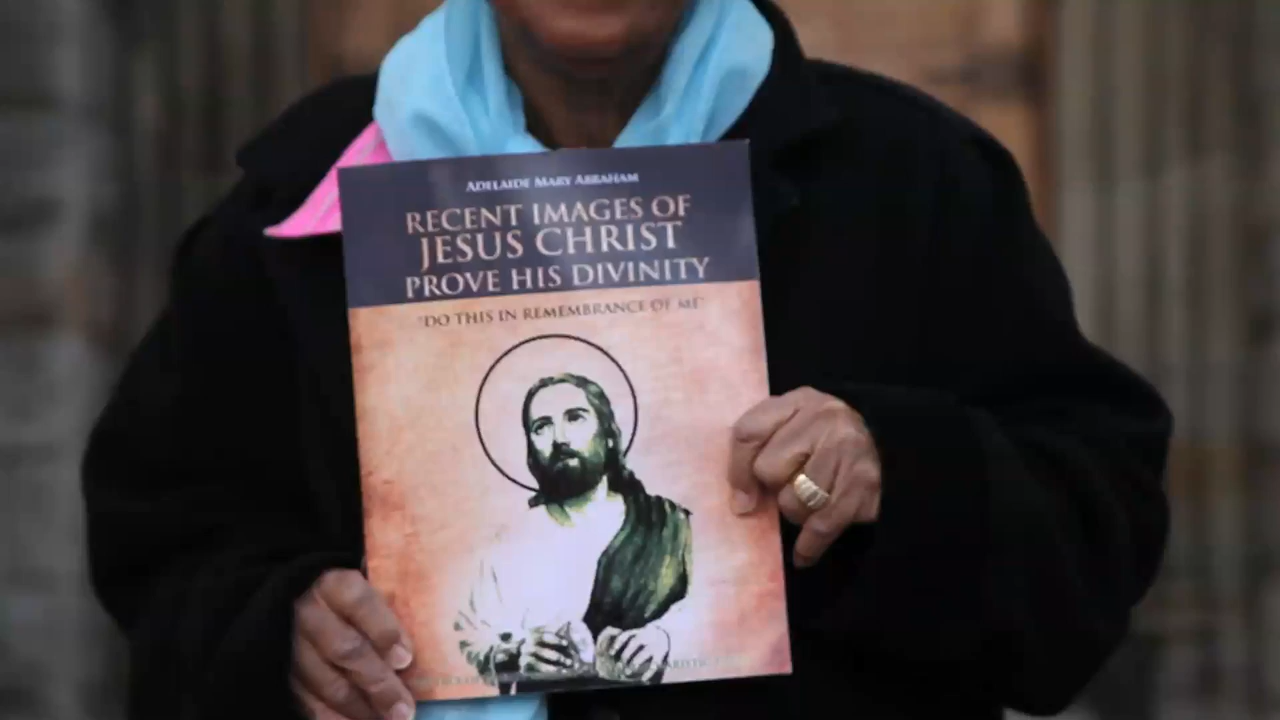 ADELAIDE MARY ABRAHAM
RECENT IMAGES OF
JESUS CHRIST
PROVE HIS DIVINITY
"DO THIS IN REMEMBRANCE OF ME"